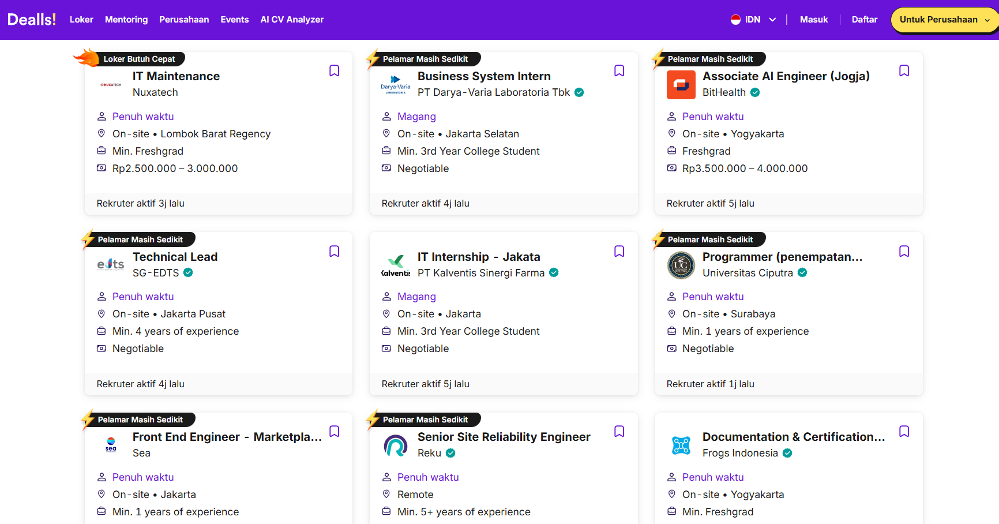 Dealls! Loker Mentoring Perusahaan Events AI CV Analyzer IDN Masuk Daftar Untuk Perusahaan
Loker Butuh Cepat
NUXATECH
IT Maintenance
Nuxatech
Penuh waktu
On-site • Lombok Barat Regency
Min. Freshgrad
Rp2.500.000 – 3.000.000
Rekruter aktif 3j lalu
Pelamar Masih Sedikit
Darya-Varia
LABORATORIA
Business System Intern
PT Darya-Varia Laboratoria Tbk
Magang
On-site • Jakarta Selatan
Min. 3rd Year College Student
Negotiable
Rekruter aktif 4j lalu
Pelamar Masih Sedikit
Associate AI Engineer (Jogja)
BitHealth
Penuh waktu
On-site • Yogyakarta
Freshgrad
Rp3.500.000 – 4.000.000
Rekruter aktif 5j lalu
Pelamar Masih Sedikit
edts
Technical Lead
SG-EDTS
Penuh waktu
On-site • Jakarta Pusat
Min. 4 years of experience
Negotiable
Rekruter aktif 4j lalu
Kalventis
IT Internship - Jakata
PT Kalventis Sinergi Farma
Magang
On-site • Jakarta
Min. 3rd Year College Student
Negotiable
Rekruter aktif 5j lalu
Pelamar Masih Sedikit
UC
Programmer (penempatan...
Universitas Ciputra
Penuh waktu
On-site • Surabaya
Min. 1 years of experience
Negotiable
Rekruter aktif 1j lalu
Pelamar Masih Sedikit
sea
Front End Engineer - Marketpla...
Sea
Penuh waktu
On-site • Jakarta
Min. 1 years of experience
Pelamar Masih Sedikit
Senior Site Reliability Engineer
Reku
Penuh waktu
Remote
Min. 5+ years of experience
Documentation & Certification...
Frogs Indonesia
Penuh waktu
On-site • Yogyakarta
Min. Freshgrad